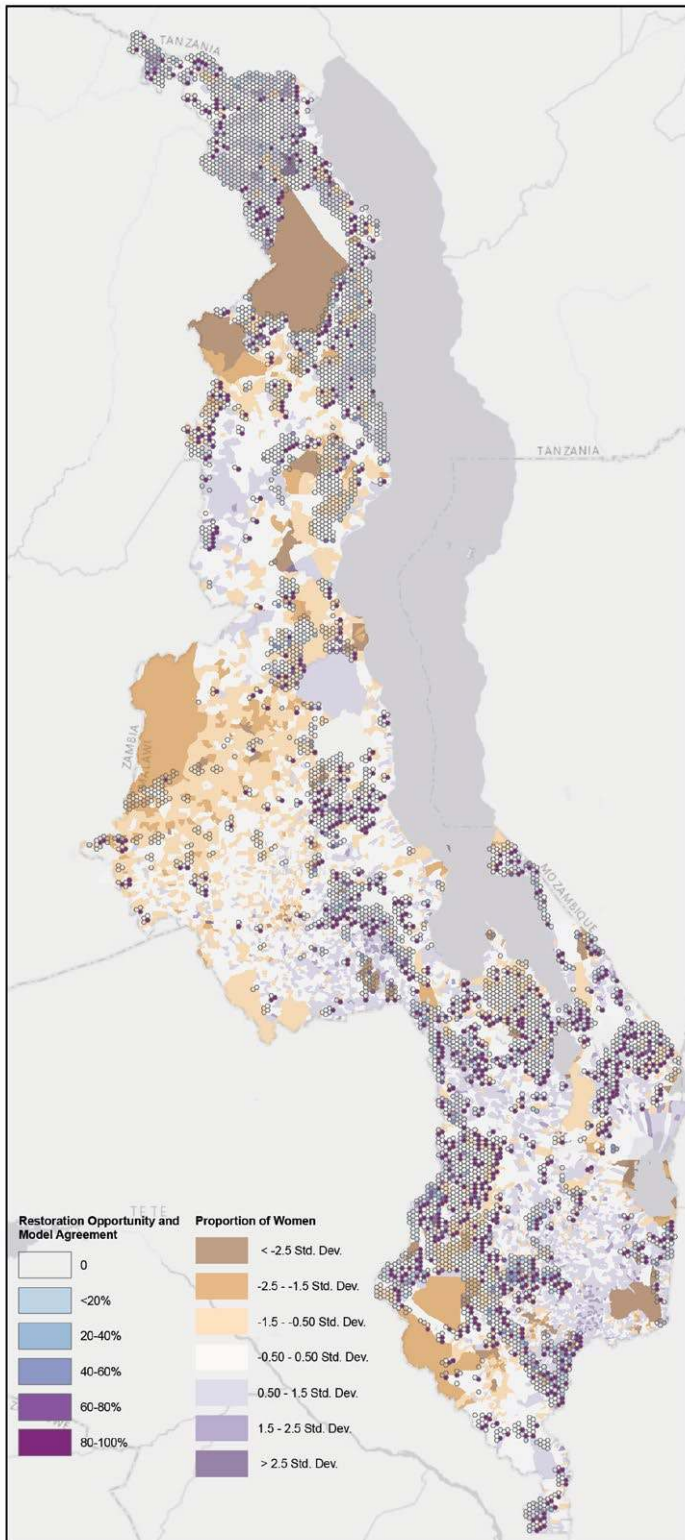 TANZANIA
TANZANIA
ZAMBIA
MALAWI
MOZAMBIQUE
TETE
Restoration Opportunity and
Model Agreement
0
<20%
20-40%
40-60%
60-80%
80-100%
Proportion of Women
< -2.5 Std. Dev.
-2.5 - -1.5 Std. Dev.
-1.5 - -0.50 Std. Dev.
-0.50 - 0.50 Std. Dev.
0.50 - 1.5 Std. Dev.
1.5 - 2.5 Std. Dev.
> 2.5 Std. Dev.